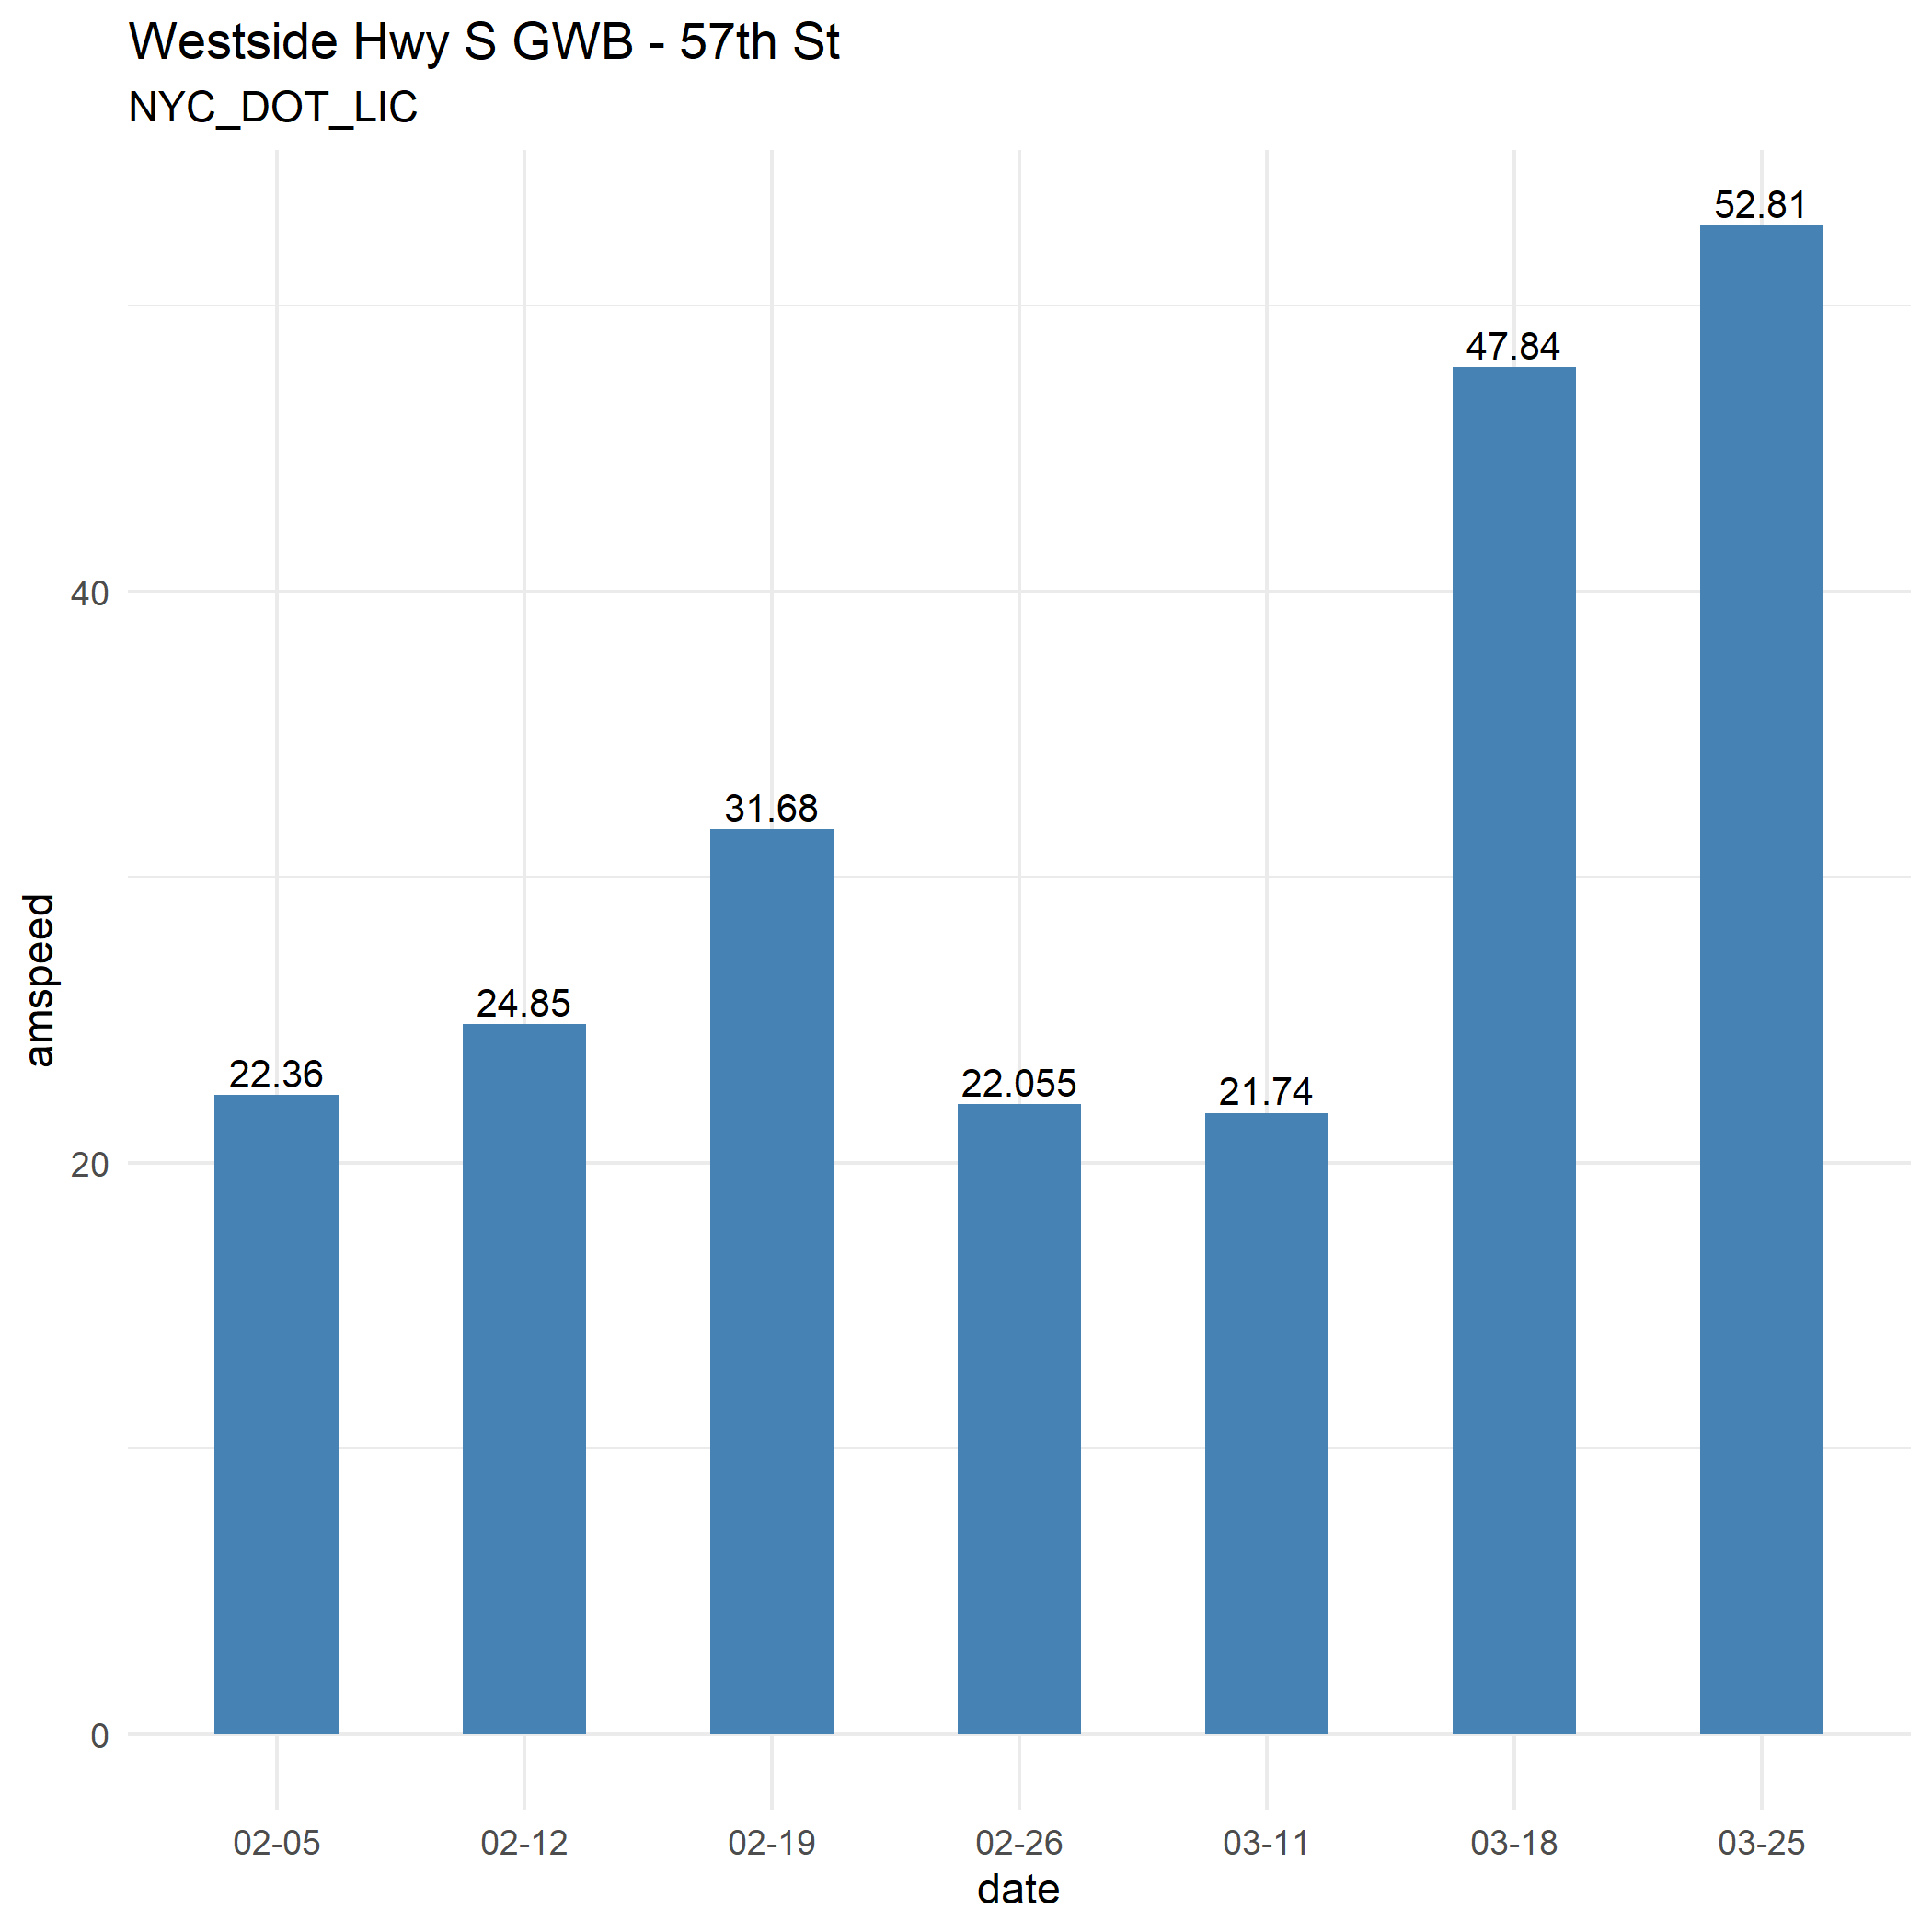 Westside Hwy S GWB - 57th St
NYC_DOT_LIC
52.81
47.84
40
31.68
24.85
22.36
22.055
21.74
20
amspeed
0
02-05 02-12 02-19 02-26 03-11 03-18 03-25
date